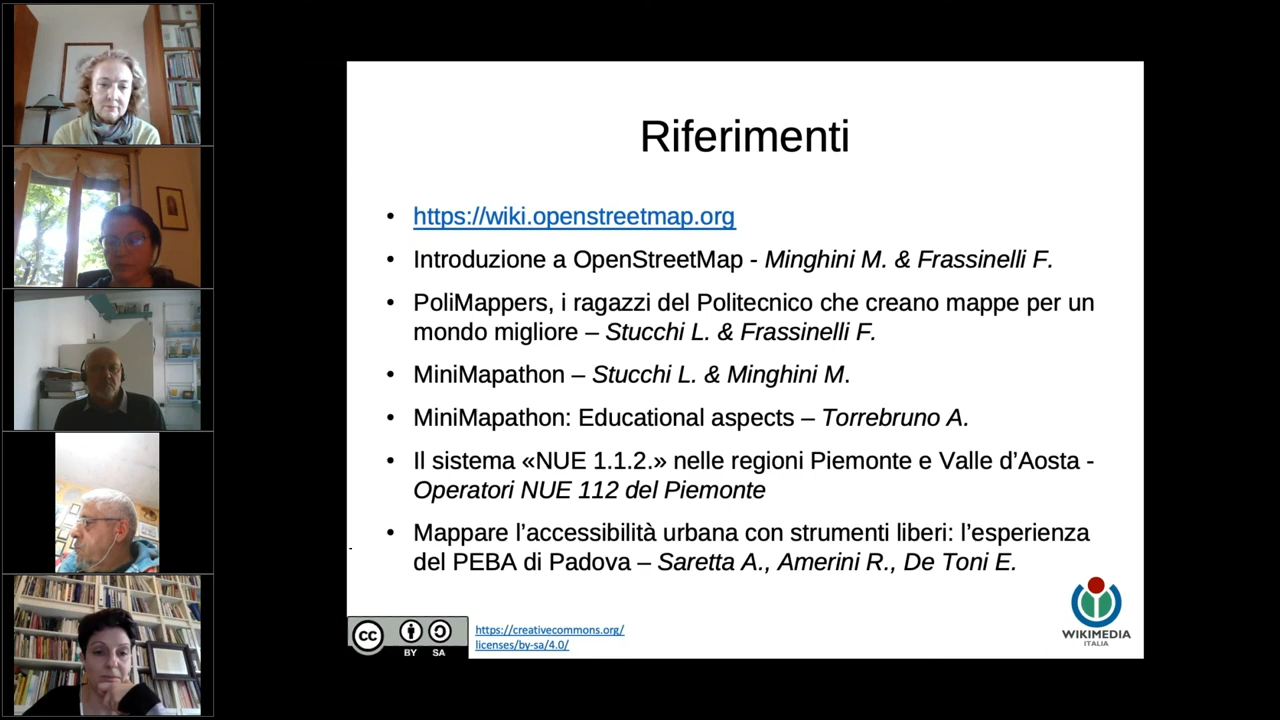 Riferimenti
• https://wiki.openstreetmap.org
• Introduzione a OpenStreetMap - Minghini M. & Frassinelli F.
• PoliMappers, i ragazzi del Politecnico che creano mappe per un
mondo migliore – Stucchi L. & Frassinelli F.
• MiniMapathon – Stucchi L. & Minghini M.
• MiniMapathon: Educational aspects – Torrebruno A.
• Il sistema «NUE 1.1.2.» nelle regioni Piemonte e Valle d’Aosta -
Operatori NUE 112 del Piemonte
• Mappare l’accessibilità urbana con strumenti liberi: l’esperienza
del PEBA di Padova – Saretta A., Amerini R., De Toni E.
cc BY SA
https://creativecommons.org/
licenses/by-sa/4.0/
WIKIMEDIA
ITALIA